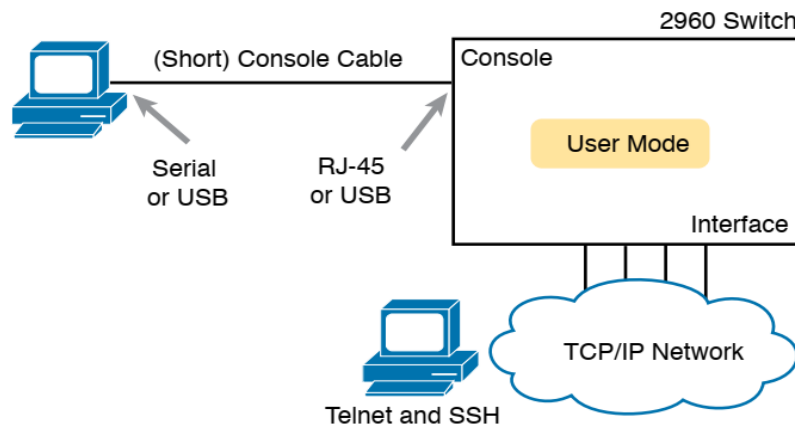 2960 Switch
(Short) Console Cable
Console
User Mode
Serial
or USB
RJ-45
or USB
Interface
TCP/IP Network
Telnet and SSH